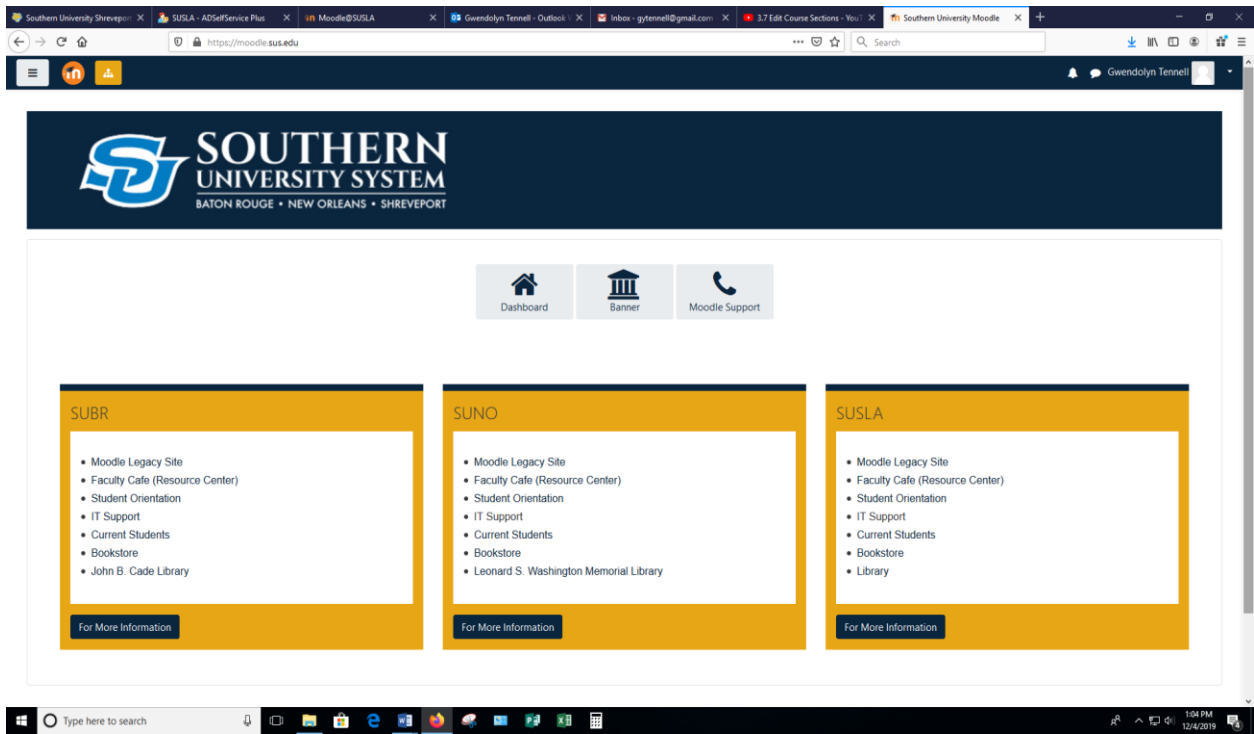 Southern University Shreveport
SUSLA - ADSelfService Plus
Moodle@SUSLA
Gwendolyn Tennell - Outlook
Inbox - gytennell@gmail.com
3.7 Edit Course Sections - YouT
Southern University Moodle
https://moodle.sus.edu
Search
Gwendolyn Tennell
SOUTHERN
UNIVERSITY SYSTEM
BATON ROUGE • NEW ORLEANS • SHREVEPORT
Dashboard
Banner
Moodle Support
SUBR
• Moodle Legacy Site
• Faculty Cafe (Resource Center)
• Student Orientation
• IT Support
• Current Students
• Bookstore
• John B. Cade Library
For More Information
SUNO
• Moodle Legacy Site
• Faculty Cafe (Resource Center)
• Student Orientation
• IT Support
• Current Students
• Bookstore
• Leonard S. Washington Memorial Library
For More Information
SUSLA
• Moodle Legacy Site
• Faculty Cafe (Resource Center)
• Student Orientation
• IT Support
• Current Students
• Bookstore
• Library
For More Information
Type here to search
1:04 PM
12/4/2019